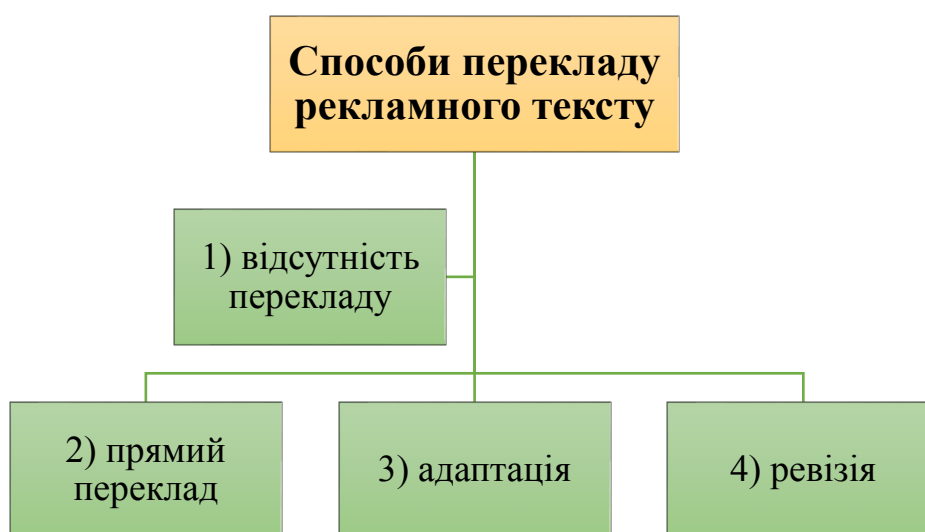 Способи перекладу
рекламного тексту
1) відсутність
перекладу
2) прямий
переклад
3) адаптація
4) ревізія